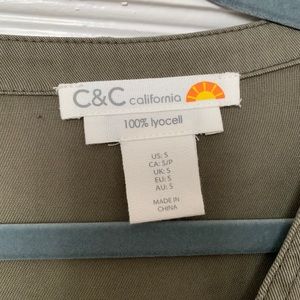 C&C california
100% lyocell
US: S
CA: S/P
UK: S
EU: S
AU: S
MADE IN
CHINA